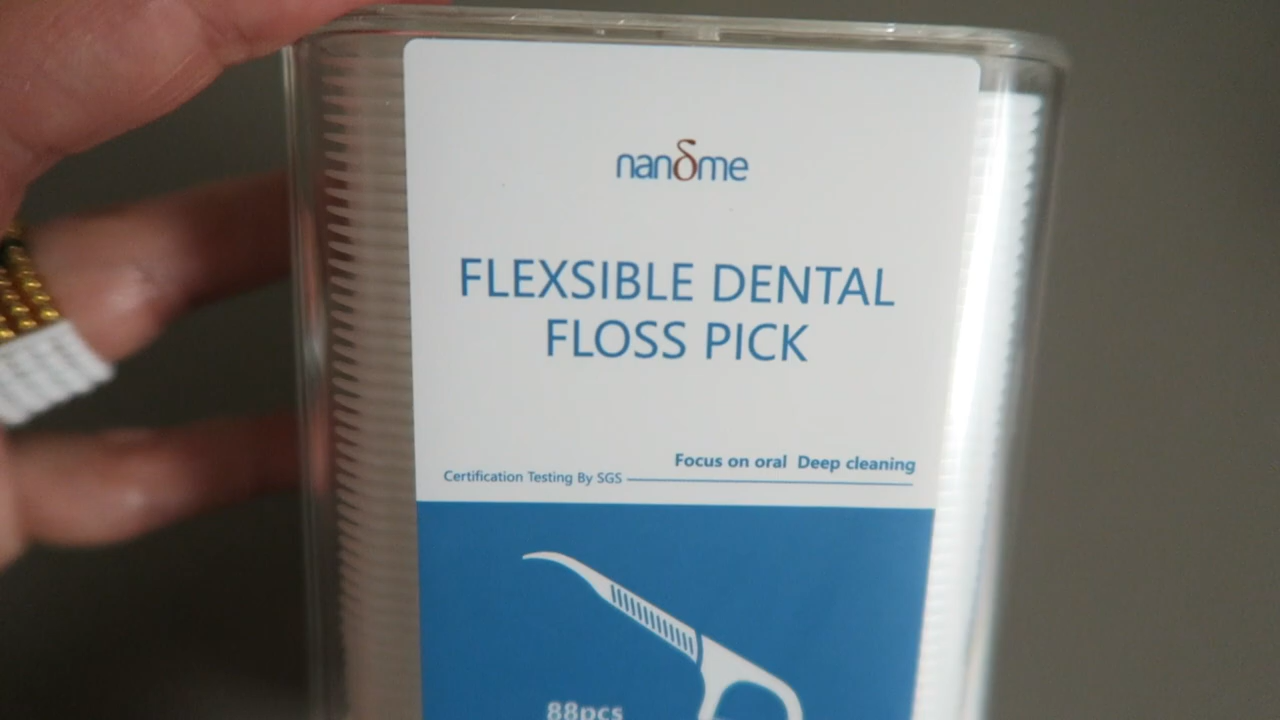 nanδme
FLEXSIBLE DENTAL
FLOSS PICK
Focus on oral Deep cleaning
Certification Testing By SGS
88pcs